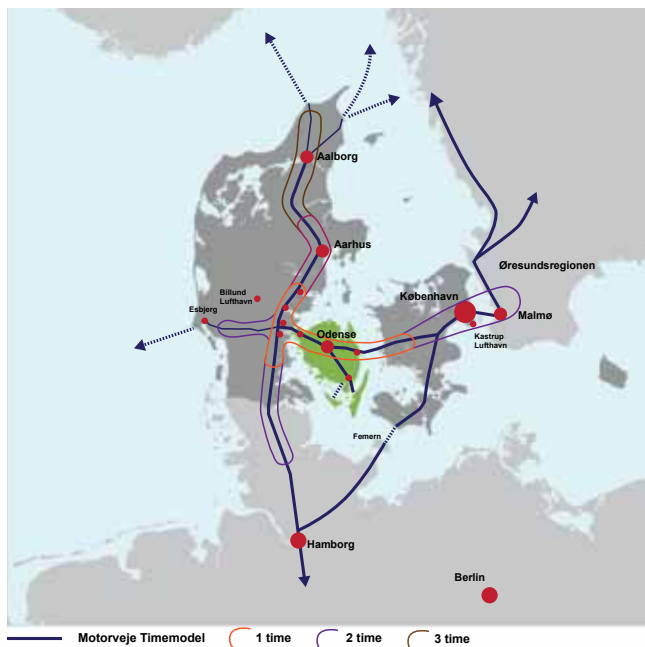 Aalborg
Aarhus
Øresundsregionen
Billund
Lufthavn
København
Esbjerg
Malmø
Odense
Kastrup
Lufthavn
Femern
Hamborg
Berlin
Motorveje Timemodel 1 time 2 time 3 time